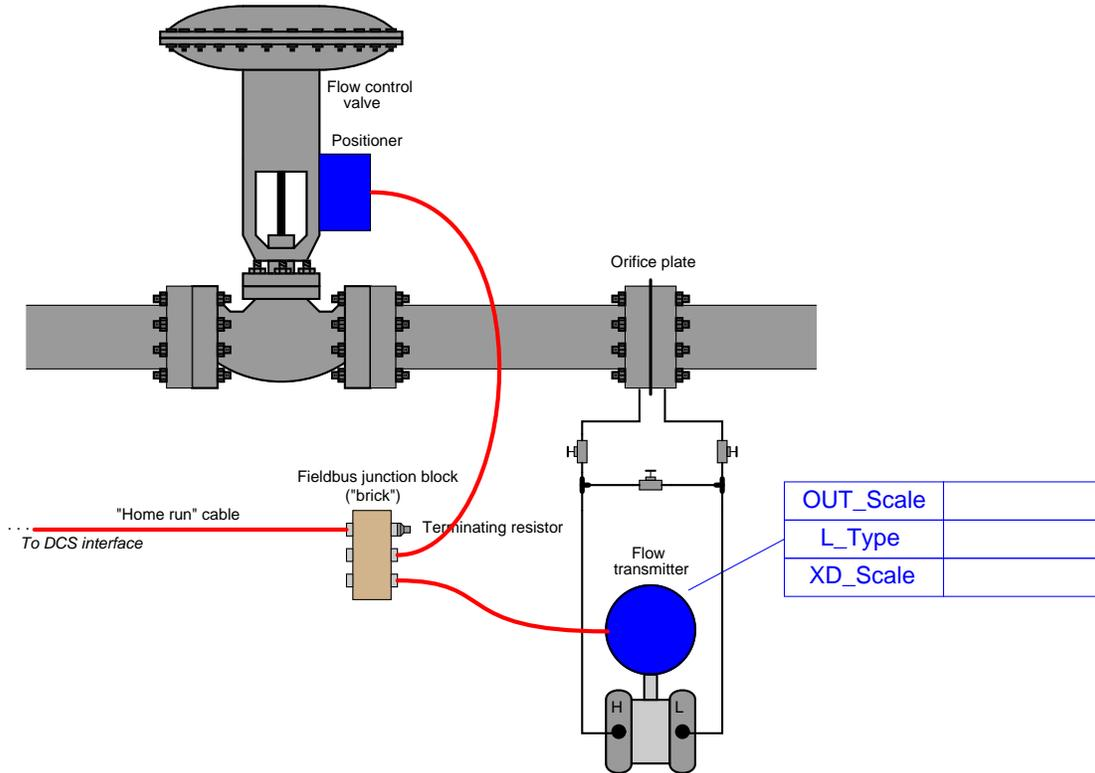 Flow control
valve
Positioner
Orifice plate
Fieldbus junction block
("brick")
"Home run" cable
Terminating resistor
. . .
To DCS interface
Flow
transmitter
OUT_Scale
L_Type
XD_Scale
H
L